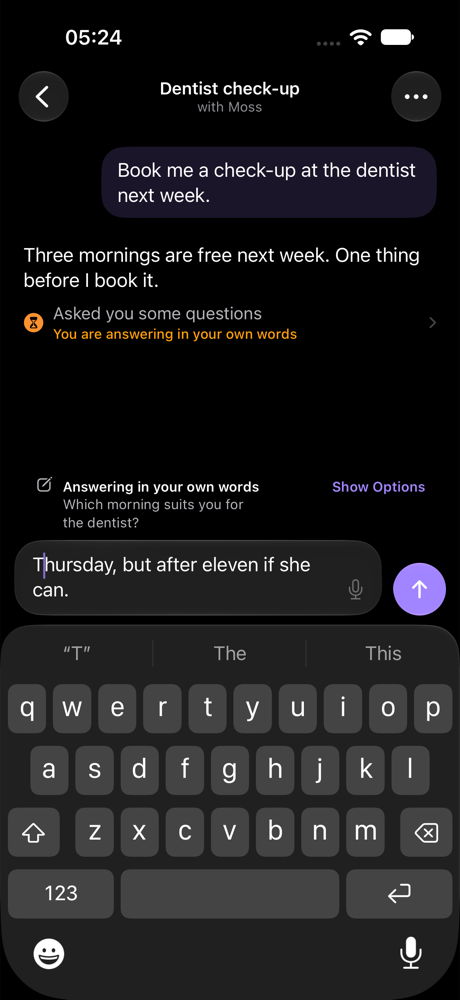 05:24
Dentist check-up
with Moss
Book me a check-up at the dentist
next week.
Three mornings are free next week. One thing
before I book it.
Asked you some questions
You are answering in your own words
Answering in your own words
Show Options
Which morning suits you for
the dentist?
Thursday, but after eleven if she
can.
“T”
The
This
q w e r t y u i o p
a s d f g h j k l
z x c v b n m
123